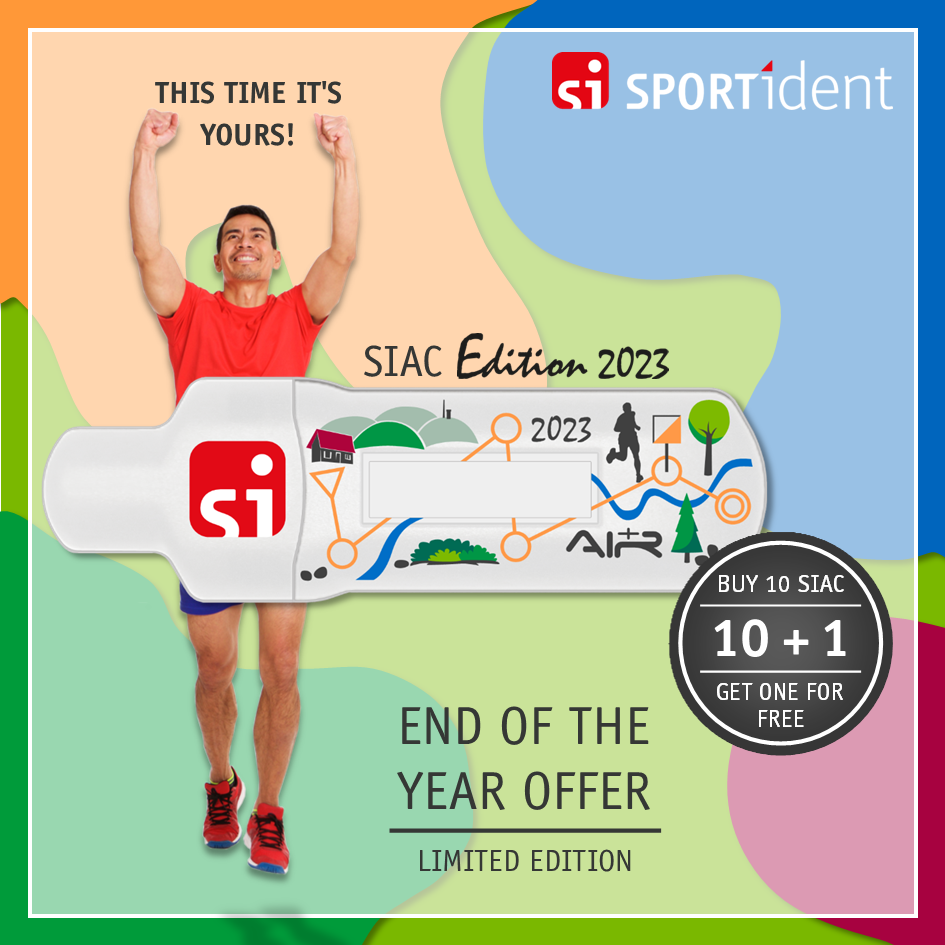 THIS TIME IT'S
YOURS!
si SPORTident
SIAC Edition 2023
2023
si
AIR+
BUY 10 SIAC
10 + 1
GET ONE FOR
FREE
END OF THE
YEAR OFFER
LIMITED EDITION